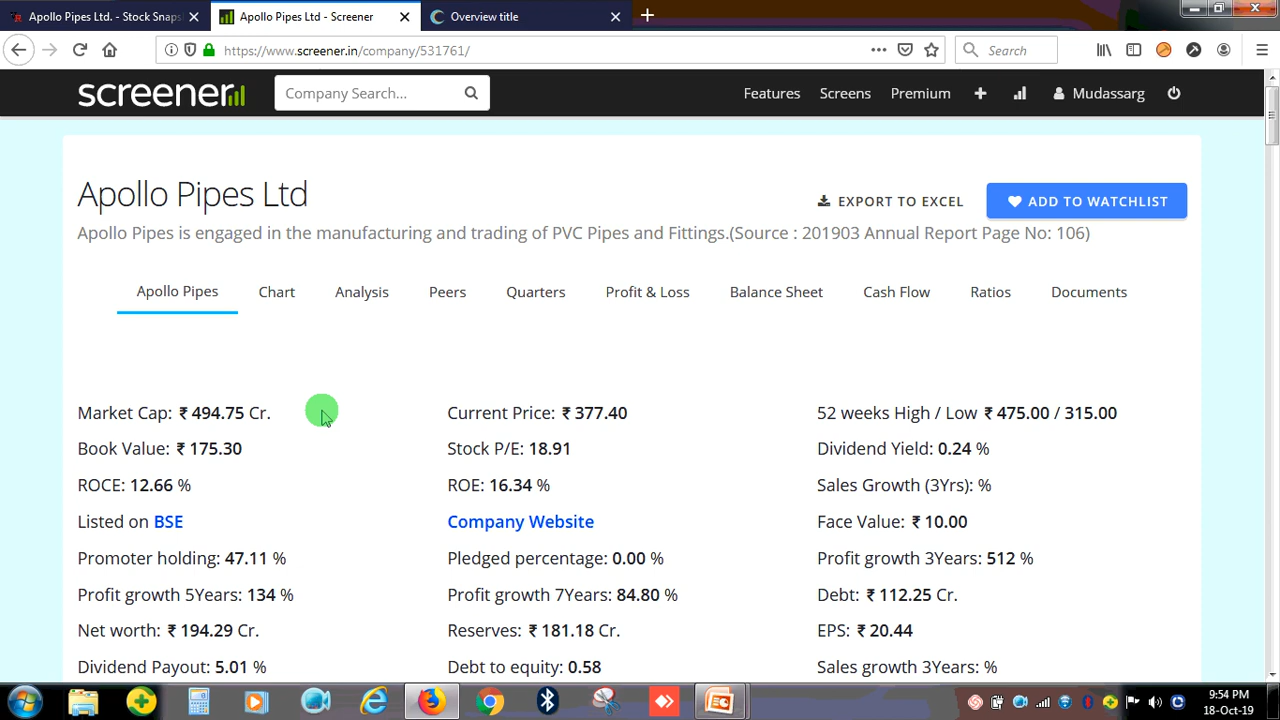 Apollo Pipes Ltd. - Stock Snaps
Apollo Pipes Ltd - Screener
Overview title
https://www.screener.in/company/531761/
Search
screener
Company Search...
Features Screens Premium Mudassarg
Apollo Pipes Ltd
EXPORT TO EXCEL
ADD TO WATCHLIST
Apollo Pipes is engaged in the manufacturing and trading of PVC Pipes and Fittings.(Source : 201903 Annual Report Page No: 106)
Apollo Pipes Chart Analysis Peers Quarters Profit & Loss Balance Sheet Cash Flow Ratios Documents
Market Cap: ₹ 494.75 Cr. Current Price: ₹ 377.40 52 weeks High / Low ₹ 475.00 / 315.00
Book Value: ₹ 175.30 Stock P/E: 18.91 Dividend Yield: 0.24 %
ROCE: 12.66 % ROE: 16.34 % Sales Growth (3Yrs): %
Listed on BSE Company Website Face Value: ₹ 10.00
Promoter holding: 47.11 % Pledged percentage: 0.00 % Profit growth 3Years: 512 %
Profit growth 5Years: 134 % Profit growth 7Years: 84.80 % Debt: ₹ 112.25 Cr.
Net worth: ₹ 194.29 Cr. Reserves: ₹ 181.18 Cr. EPS: ₹ 20.44
Dividend Payout: 5.01 % Debt to equity: 0.58 Sales growth 3Years: %
9:54 PM
18-Oct-19